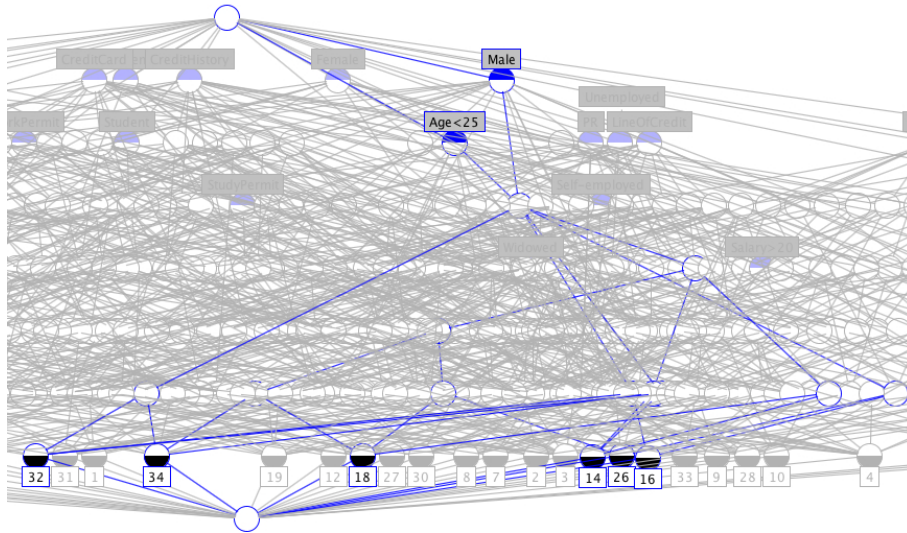 CreditCard CreditHistory Female Male
Unemployed
rkPermit Student Age<25 PR LineOfCredit
StudyPermit Self-employed
Widowed Salary>20
32 31 1 34 19 12 18 27 30 8 7 2 3 14 26 16 33 9 28 10 4